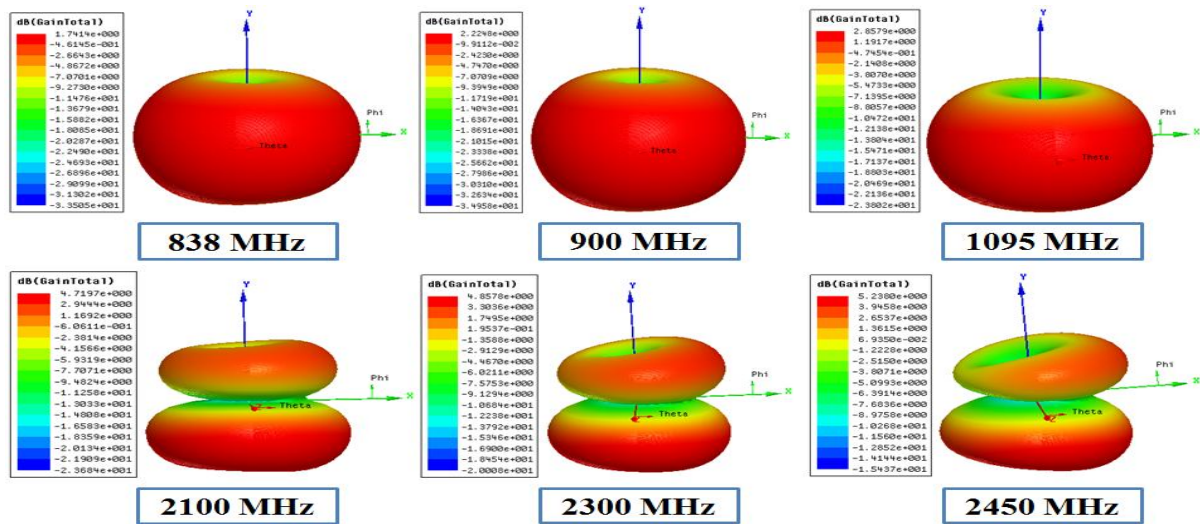 dB(GainTotal)
1.7414e+000
-4.6145e-001
-2.6643e+000
-4.8672e+000
-7.0701e+000
-9.2730e+000
-1.1476e+001
-1.3679e+001
-1.5882e+001
-1.8085e+001
-2.0287e+001
-2.2490e+001
-2.4693e+001
-2.6896e+001
-2.9099e+001
-3.1302e+001
-3.3505e+001
Y
Phi
X
Theta
838 MHz
dB(GainTotal)
2.2248e+000
-9.9112e-002
-2.4230e+000
-4.7470e+000
-7.0709e+000
-9.3949e+000
-1.1719e+001
-1.4043e+001
-1.6367e+001
-1.8691e+001
-2.1015e+001
-2.3338e+001
-2.5662e+001
-2.7986e+001
-3.0310e+001
-3.2634e+001
-3.4958e+001
Y
Phi
X
Theta
900 MHz
dB(GainTotal)
2.8579e+000
1.1917e+000
-4.7454e-001
-2.1408e+000
-3.8070e+000
-5.4733e+000
-7.1395e+000
-8.8057e+000
-1.0472e+001
-1.2138e+001
-1.3804e+001
-1.5471e+001
-1.7137e+001
-1.8803e+001
-2.0469e+001
-2.2136e+001
-2.3802e+001
Y
Phi
X
Theta
1095 MHz
dB(GainTotal)
4.7197e+000
2.9444e+000
1.1692e+000
-6.0611e-001
-2.3814e+000
-4.1566e+000
-5.9319e+000
-7.7071e+000
-9.4824e+000
-1.1258e+001
-1.3033e+001
-1.4808e+001
-1.6583e+001
-1.8359e+001
-2.0134e+001
-2.1909e+001
-2.3684e+001
Y
Phi
X
Theta
2100 MHz
dB(GainTotal)
4.8578e+000
3.3036e+000
1.7495e+000
1.9537e-001
-1.3588e+000
-2.9129e+000
-4.4670e+000
-6.0211e+000
-7.5753e+000
-9.1294e+000
-1.0684e+001
-1.2238e+001
-1.3792e+001
-1.5346e+001
-1.6900e+001
-1.8454e+001
-2.0008e+001
Y
Phi
X
Theta
2300 MHz
dB(GainTotal)
5.2380e+000
3.9458e+000
2.6537e+000
1.3615e+000
6.9350e-002
-1.2228e+000
-2.5150e+000
-3.8071e+000
-5.0993e+000
-6.3914e+000
-7.6836e+000
-8.9758e+000
-1.0268e+001
-1.1560e+001
-1.2852e+001
-1.4144e+001
-1.5437e+001
Y
Phi
X
Theta
2450 MHz